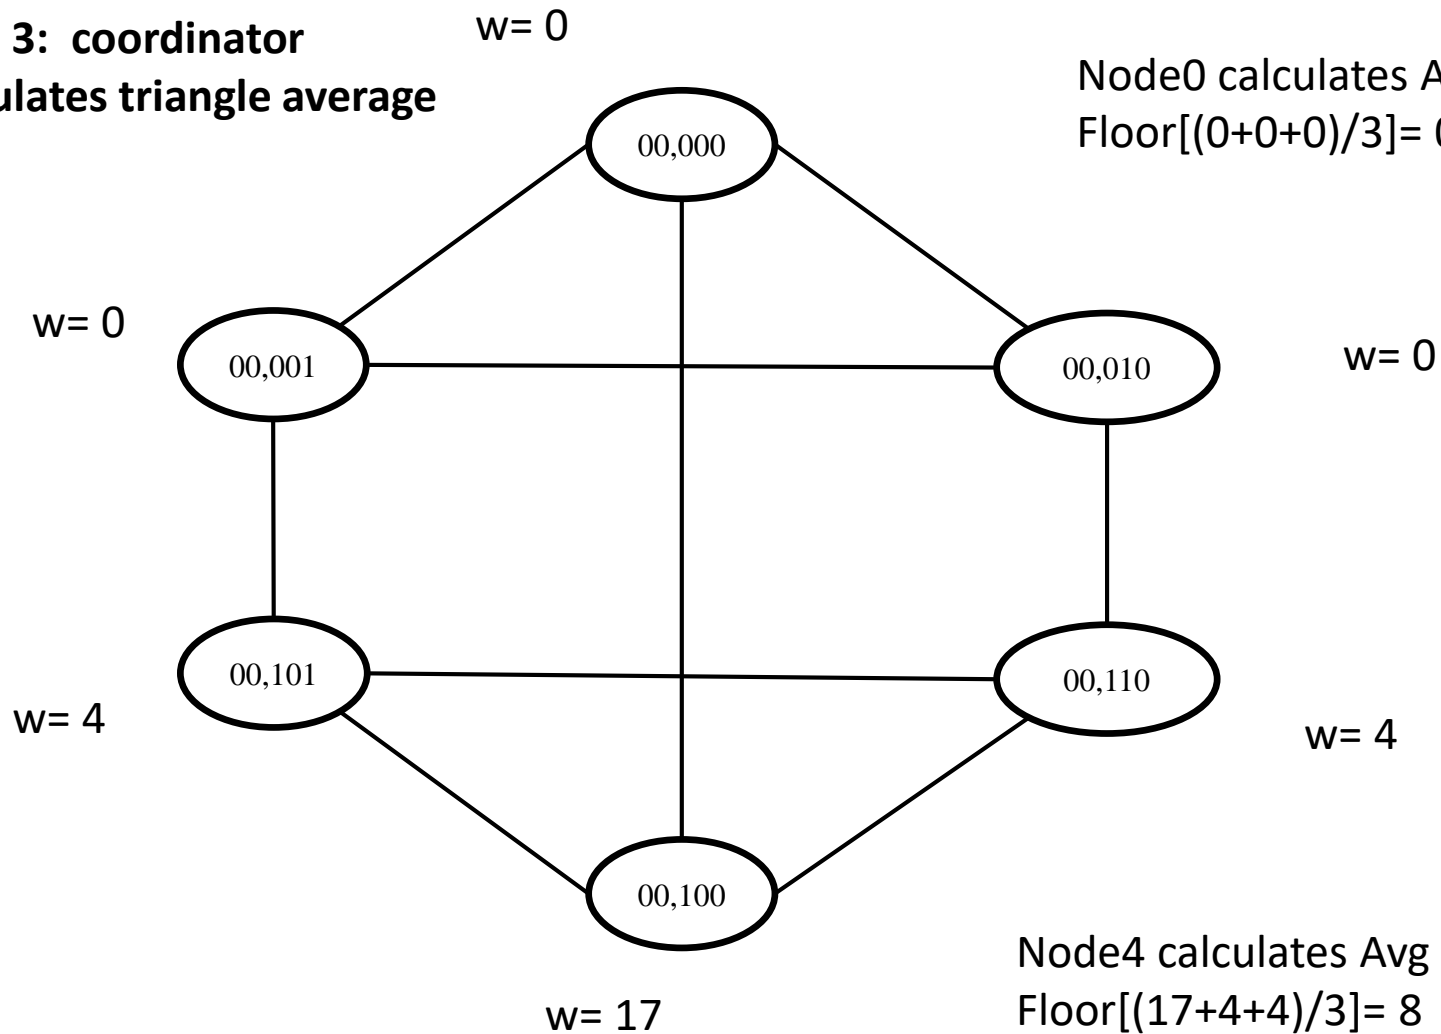 3: coordinator
ulates triangle average
w= 0
Node0 calculates A
Floor[(0+0+0)/3]= 0
00,000
w= 0
00,001
00,010
w= 0
00,101
00,110
w= 4
w= 4
00,100
Node4 calculates Avg
w= 17
Floor[(17+4+4)/3]= 8